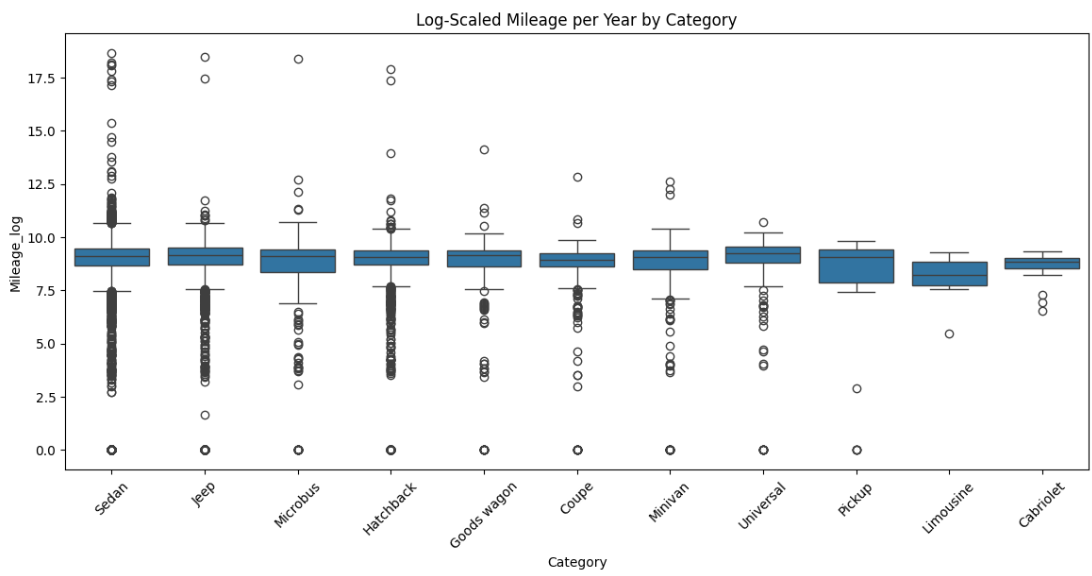 Log-Scaled Mileage per Year by Category
Mileage_log
17.5
15.0
12.5
10.0
7.5
5.0
2.5
0.0
Sedan
Jeep
Microbus
Hatchback
Goods wagon
Coupe
Minivan
Universal
Pickup
Limousine
Cabriolet
Category